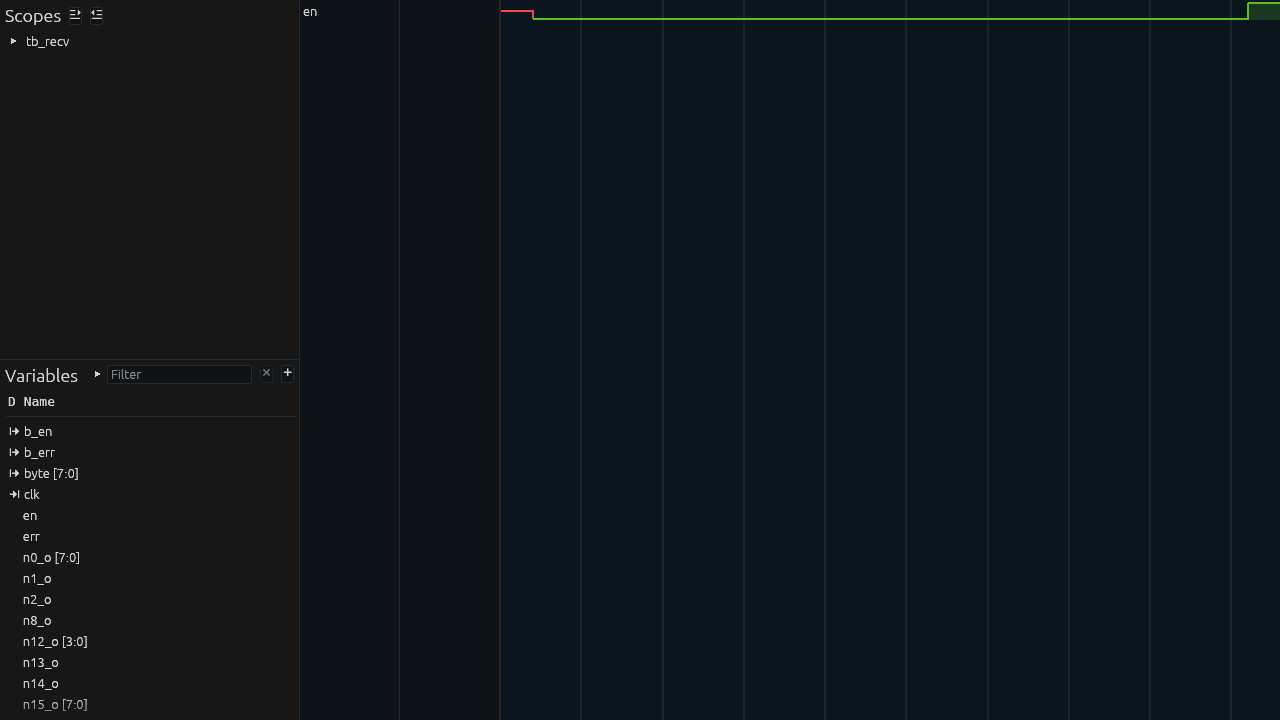 Scopes
tb_recv
en
Variables
Filter
D Name
b_en
b_err
byte [7:0]
clk
en
err
n0_o [7:0]
n1_o
n2_o
n8_o
n12_o [3:0]
n13_o
n14_o
n15_o [7:0]